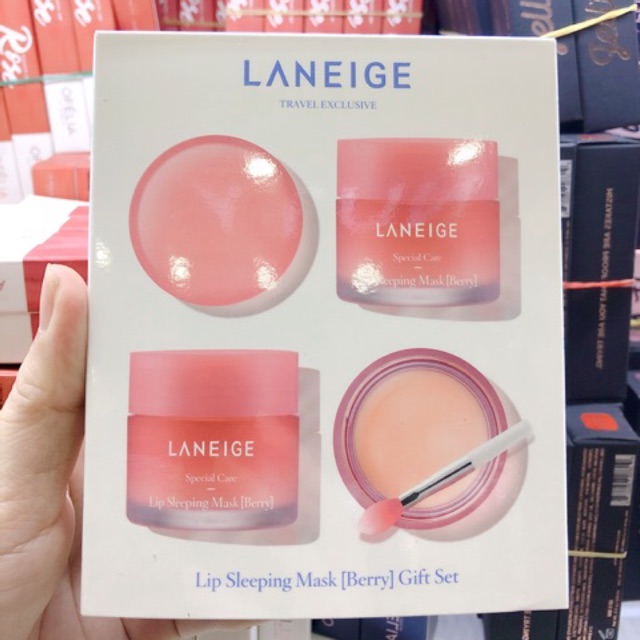 LANEIGE
TRAVEL EXCLUSIVE
LANEIGE
Special Care
Sleeping Mask [Berry]
LANEIGE
Special Care
Lip Sleeping Mask [Berry]
Lip Sleeping Mask [Berry] Gift Set
OFELIA